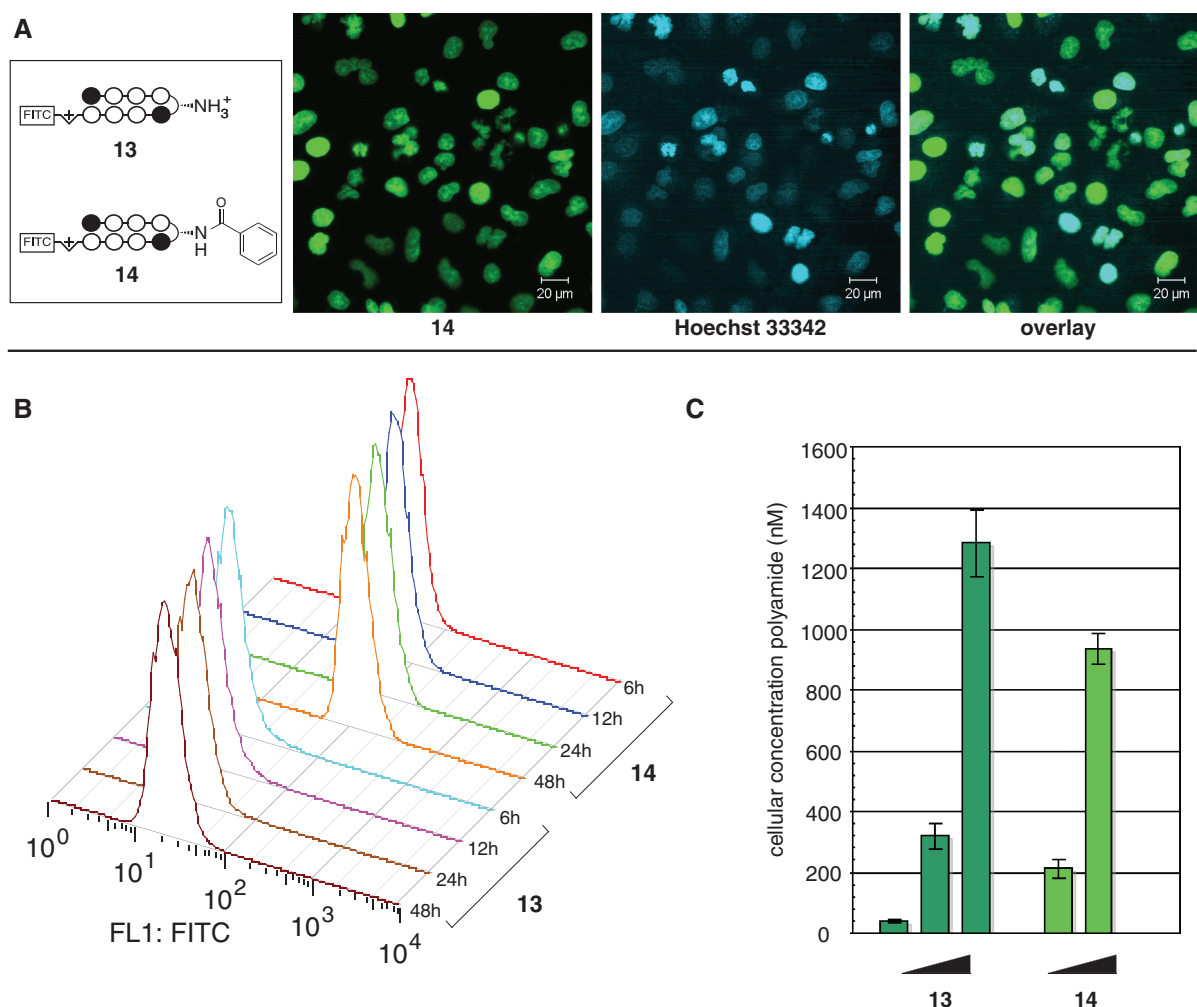 A
FITC
+
NH3+
13
FITC
+
N
H
O
14
20 µm
20 µm
20 µm
14
Hoechst 33342
overlay
B
6h
12h
24h
48h
14
6h
12h
24h
48h
13
10^0
10^1
10^2
10^3
10^4
FL1: FITC
C
cellular concentration polyamide (nM)
1600
1400
1200
1000
800
600
400
200
0
13
14